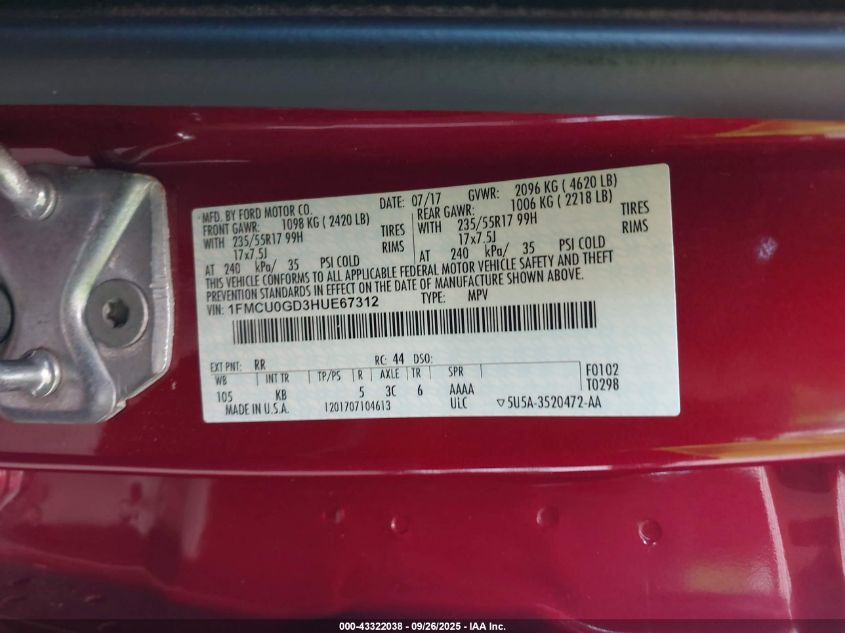 MFD. BY FORD MOTOR CO. DATE: 07/17 GVWR: 2096 KG ( 4620 LB)
FRONT GAWR: 1098 KG ( 2420 LB) REAR GAWR: 1006 KG ( 2218 LB)
WITH 235/55R17 99H TIRES WITH 235/55R17 99H TIRES
17x7.5J RIMS 17x7.5J RIMS
AT 240 kPa/ 35 PSI COLD AT 240 kPa/ 35 PSI COLD
THIS VEHICLE CONFORMS TO ALL APPLICABLE FEDERAL MOTOR VEHICLE SAFETY AND THEFT
PREVENTION STANDARDS IN EFFECT ON THE DATE OF MANUFACTURE SHOWN ABOVE.
VIN: 1FMCU0GD3HUE67312 TYPE: MPV
EXT PNT: RR RC: 44 DSO: F0102
WB INT TR TP/PS R AXLE TR SPR T0298
105 KB 5 3C 6 AAAA
MADE IN U.S.A. 1201707104613 ULC ▽5U5A-3520472-AA
000-43322038 - 09/26/2025 - IAA Inc.